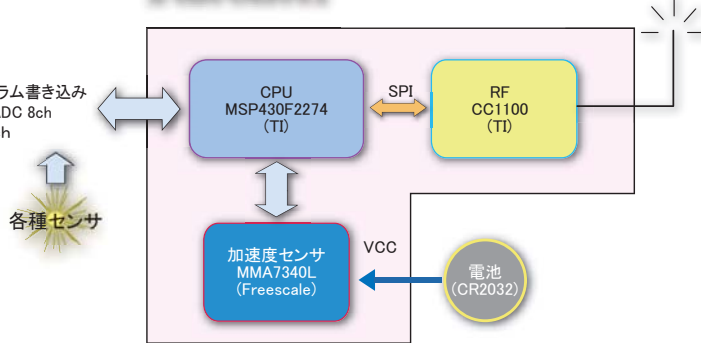 ラム書き込み
ADC 8ch
各種センサ
CPU
MSP430F2274
(TI)
SPI
RF
CC1100
(TI)
加速度センサ
MMA7340L
(Freescale)
VCC
電池
(CR2032)